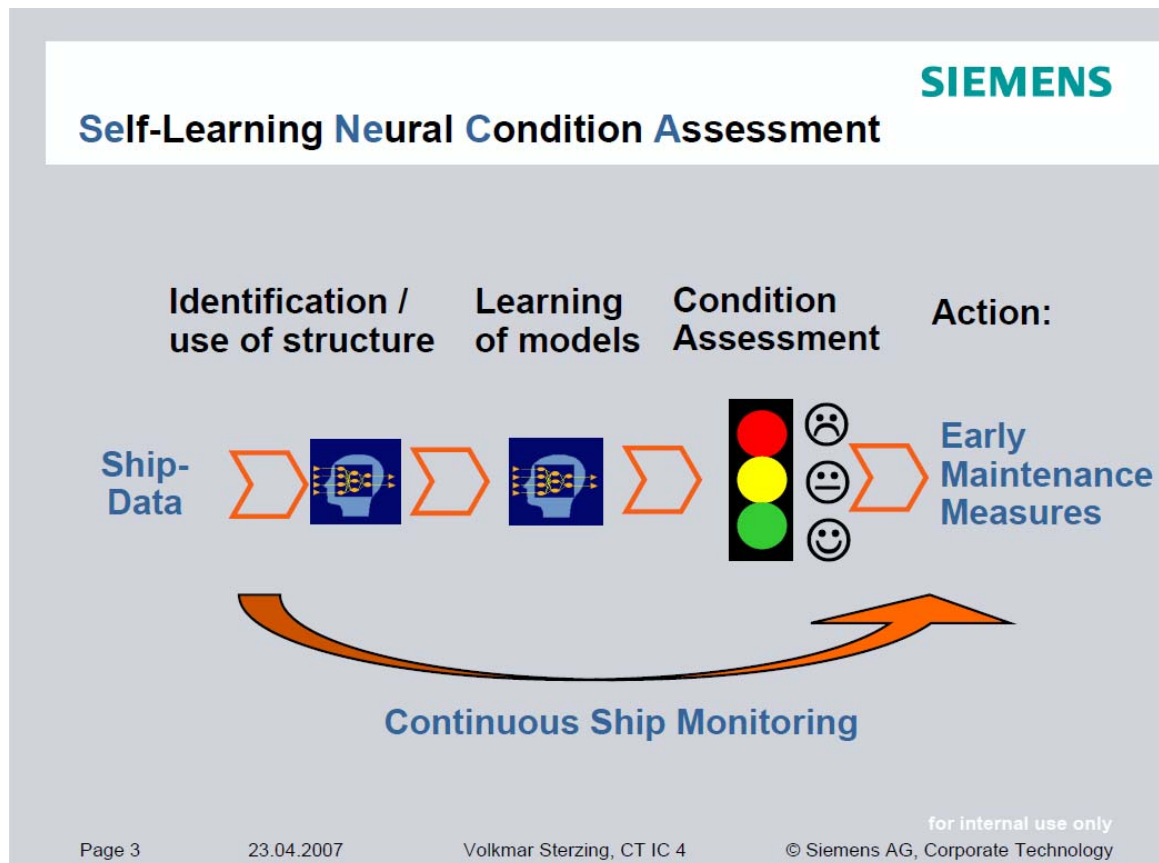 SIEMENS
Self-Learning Neural Condition Assessment
Identification /
use of structure
Learning
of models
Condition
Assessment
Action:
Ship-
Data
Early
Maintenance
Measures
Continuous Ship Monitoring
for internal use only
Page 3
23.04.2007
Volkmar Sterzing, CT IC 4
© Siemens AG, Corporate Technology